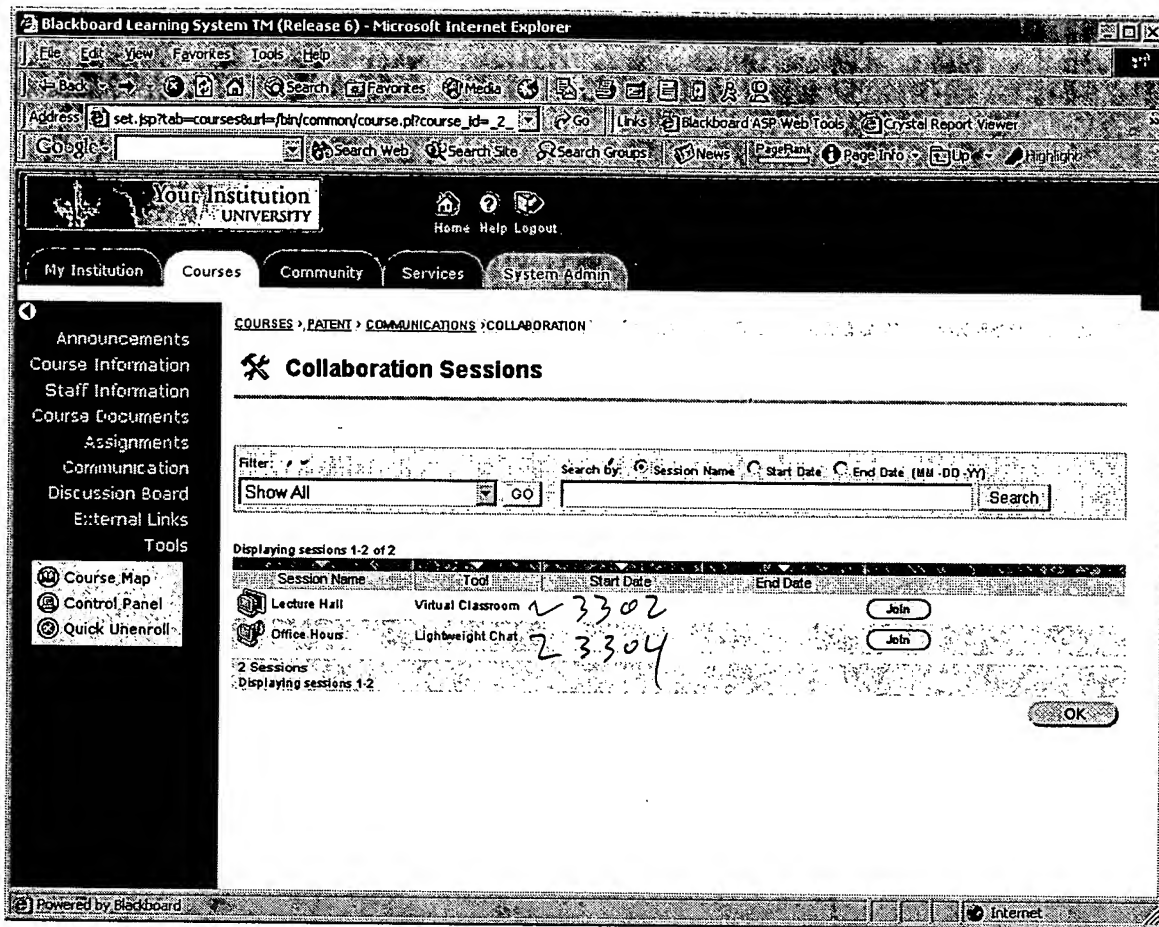 Blackboard Learning System TM (Release 6) - Microsoft Internet Explorer
File Edit View Favorites Tools Help
Back Search Favorites Media
Address set.jsp?tab=courses&url=/bin/common/course.pl?course_id=_2_ Go Links Blackboard ASP Web Tools Crystal Report Viewer
Google Search Web Search Site Search Groups News PageRank Page Info Up Highlight
Your Institution
UNIVERSITY
Home Help Logout
My Institution Courses Community Services System Admin
COURSES > PATENT > COMMUNICATIONS > COLLABORATION
Collaboration Sessions
Announcements
Course Information
Staff Information
Course Documents
Assignments
Communication
Discussion Board
External Links
Tools
Course Map
Control Panel
Quick Unenroll
Filter: Search by: Session Name Start Date End Date (MM -DD -YY)
Show All GO Search
Displaying sessions 1-2 of 2
Session Name Tool Start Date End Date
Lecture Hall Virtual Classroom 3302 Join
Office Hours Lightweight Chat 3304 Join
2 Sessions
Displaying sessions 1-2
OK
Powered by Blackboard Internet